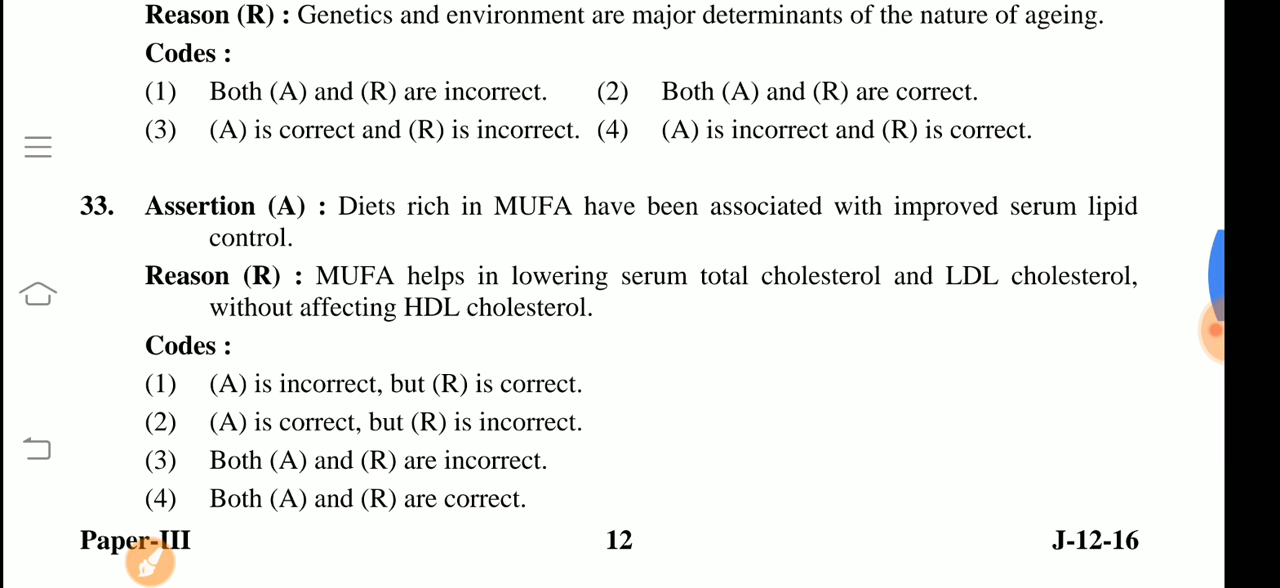 Reason (R) : Genetics and environment are major determinants of the nature of ageing.
Codes :
(1) Both (A) and (R) are incorrect. (2) Both (A) and (R) are correct.
(3) (A) is correct and (R) is incorrect. (4) (A) is incorrect and (R) is correct.
33. Assertion (A) : Diets rich in MUFA have been associated with improved serum lipid
control.
Reason (R) : MUFA helps in lowering serum total cholesterol and LDL cholesterol,
without affecting HDL cholesterol.
Codes :
(1) (A) is incorrect, but (R) is correct.
(2) (A) is correct, but (R) is incorrect.
(3) Both (A) and (R) are incorrect.
(4) Both (A) and (R) are correct.
Paper-III 12 J-12-16